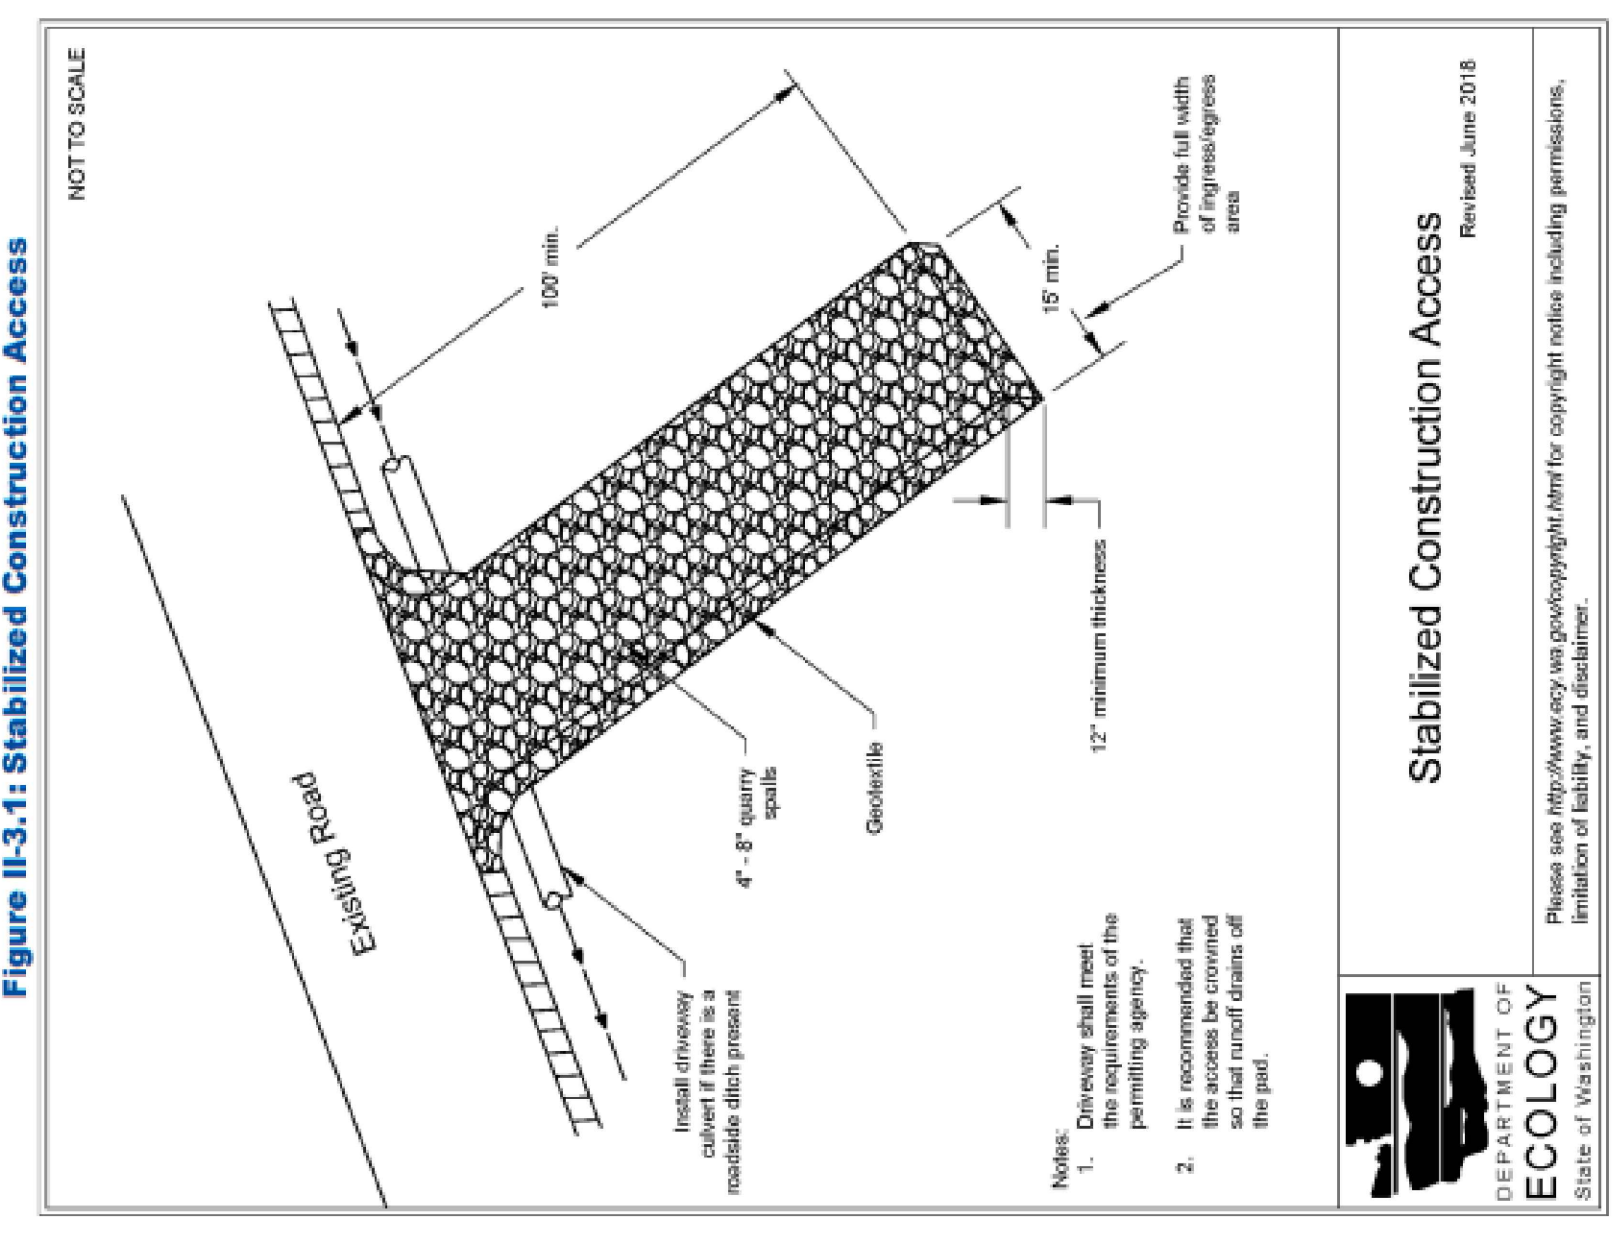 Figure II-3.1: Stabilized Construction Access
NOT TO SCALE
Existing Road
100' min.
15' min.
Provide full width
of ingress/egress
area
Install driveway
culvert if there is a
roadside ditch present
4" - 8" quarry
spalls
Geotextile
12" minimum thickness
Notes:
1. Driveway shall meet
the requirements of the
permitting agency.
2. It is recommended that
the access be crowned
so that runoff drains off
the pad.
DEPARTMENT OF
ECOLOGY
State of Washington
Stabilized Construction Access
Revised June 2018
Please see http://www.ecy.wa.gov/copyright.html for copyright notice including permissions,
limitation of liability, and disclaimer.